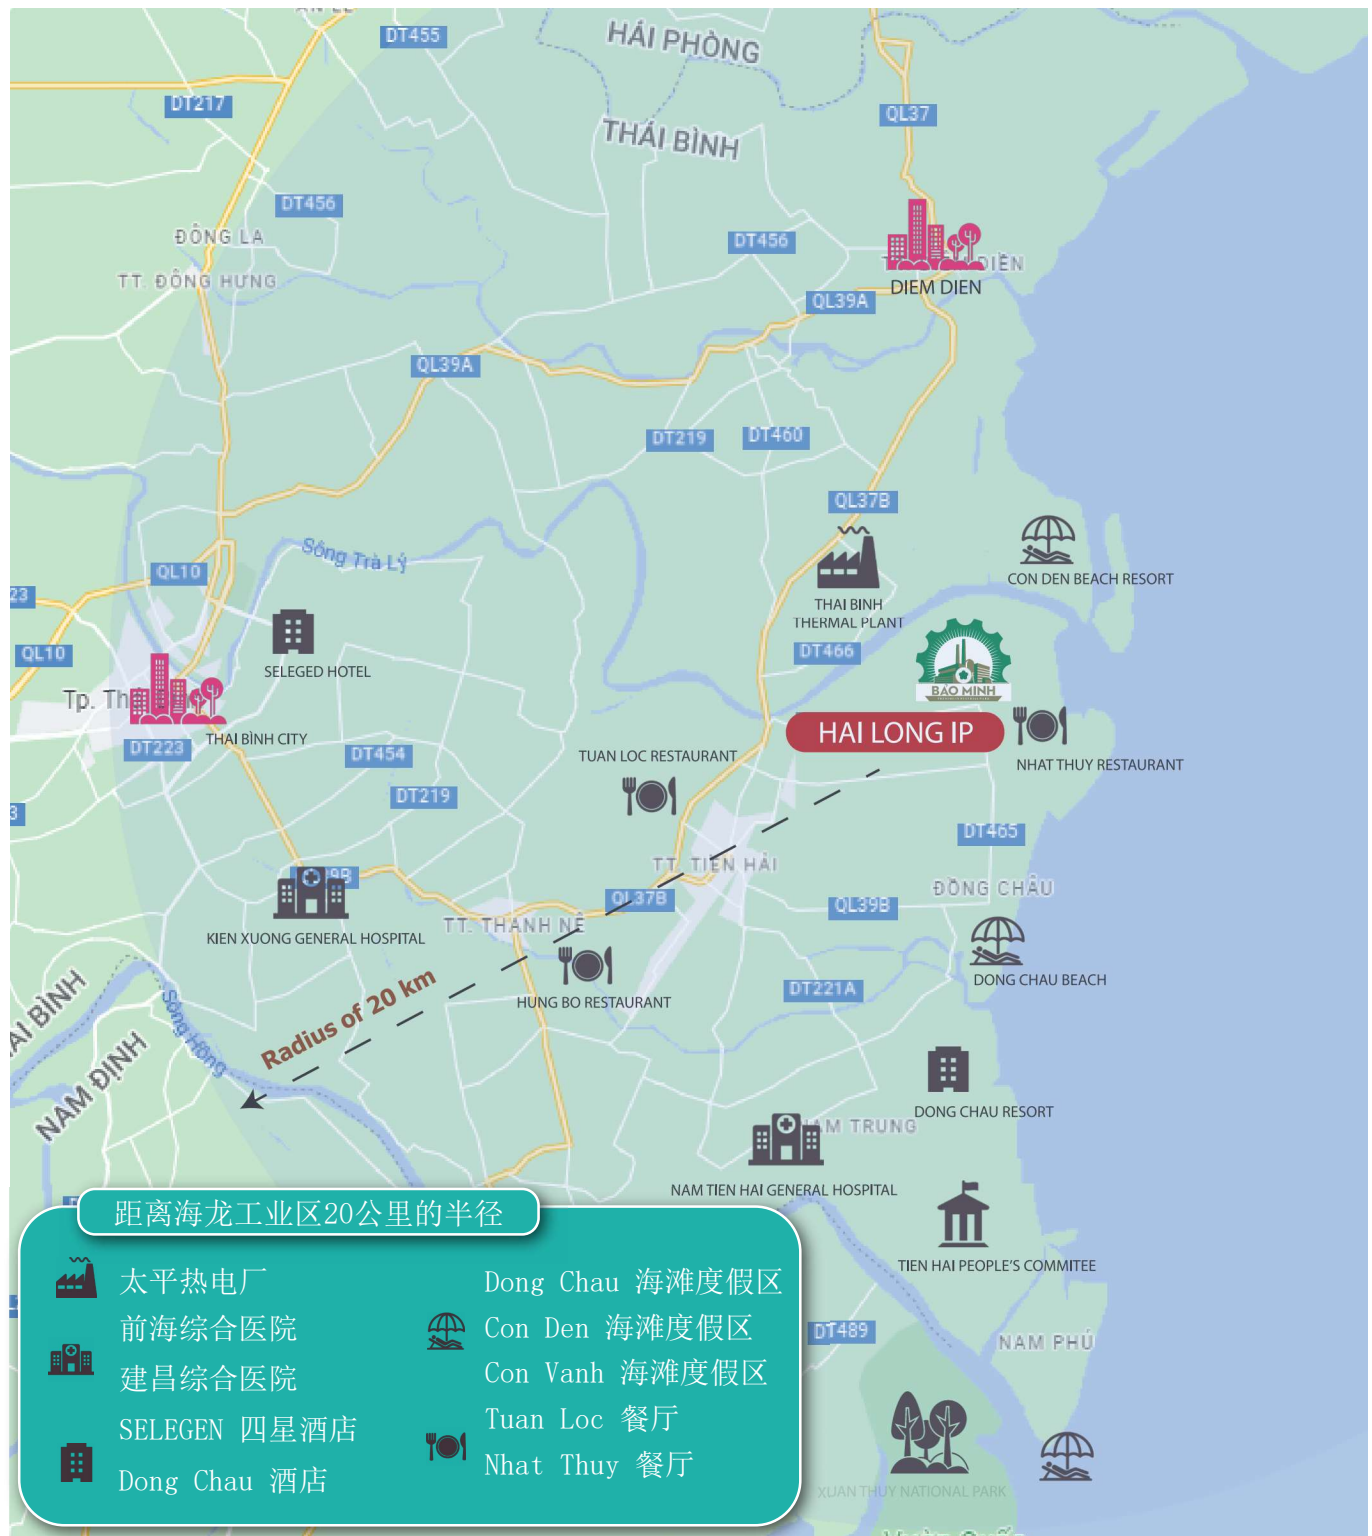 DT455
HẢI PHÒNG
DT217
QL37
THÁI BÌNH
DT456
ĐÔNG LA
DT456
TT. ĐÔNG HƯNG
DIEM DIEN
QL39A
QL39A
DT219
DT460
QL37B
Sông Trà Lý
QL10
CON DEN BEACH RESORT
23
THAI BINH
THERMAL PLANT
QL10
DT466
SELEGED HOTEL
BẢO MINH
HAI LONG IP
THAI BÌNH CITY
DT223
DT454
TUAN LOC RESTAURANT
NHAT THUY RESTAURANT
DT219
3
DT465
TT. TIỀN HẢI
ĐỒNG CHÂU
QL37B
QL39B
TT. THANH NÊ
KIEN XUONG GENERAL HOSPITAL
DONG CHAU BEACH
HUNG BO RESTAURANT
DT221A
Radius of 20 km
Sông Hồng
NAM ĐỊNH
DONG CHAU RESORT
NAM TRUNG
NAM TIEN HAI GENERAL HOSPITAL
TIEN HAI PEOPLE'S COMMITEE
DT489
NAM PHÚ
XUAN THUY NATIONAL PARK
距离海龙工业区20公里的半径
太平热电厂
前海综合医院
建昌综合医院
SELEGEN 四星酒店
Dong Chau 酒店
Dong Chau 海滩度假区
Con Den 海滩度假区
Con Vanh 海滩度假区
Tuan Loc 餐厅
Nhat Thuy 餐厅